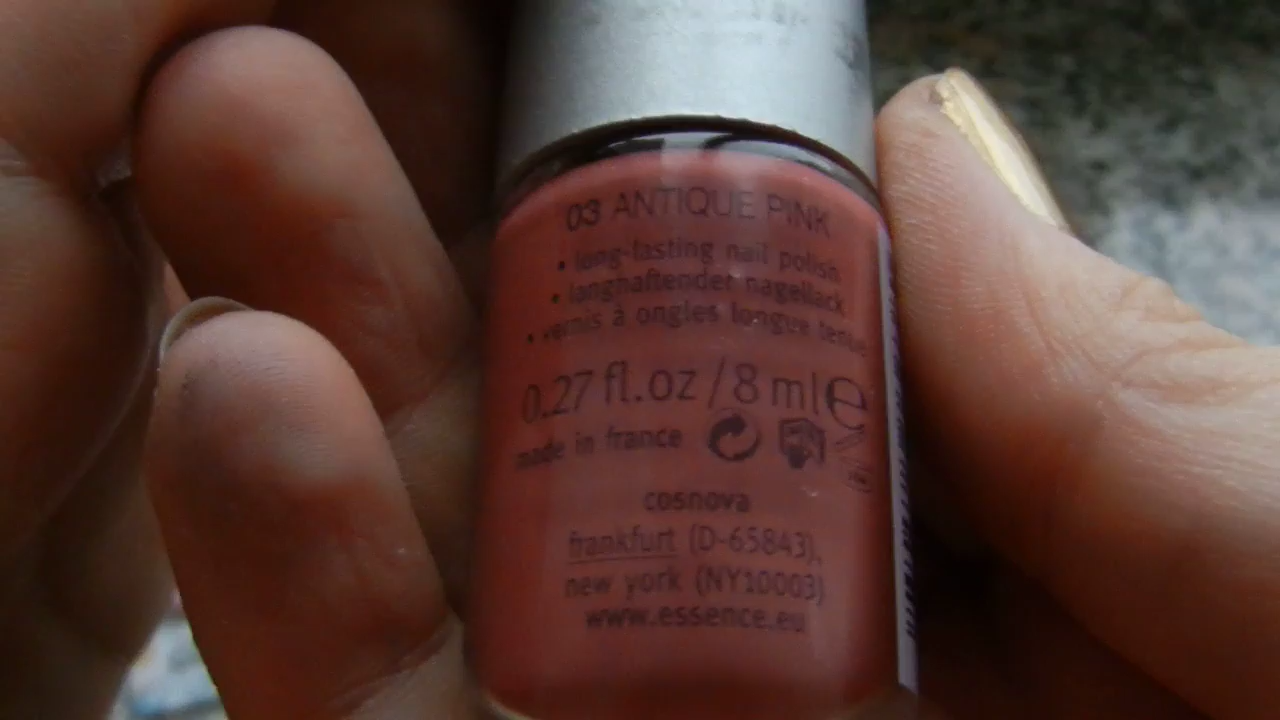 03 ANTIQUE PINK
• long-lasting nail polish
• langhaftender nagellack
• vernis à ongles longue tenue
0.27 fl.oz / 8 ml e
made in france
cosnova
frankfurt (D-65843),
new york (NY10003)
www.essence.eu